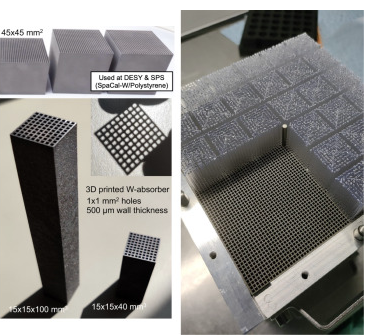 45x45 mm²
Used at DESY & SPS
(SpaCal-W/Polystyrene)
3D printed W-absorber
1x1 mm² holes
500 μm wall thickness
15x15x100 mm³
15x15x40 mm³